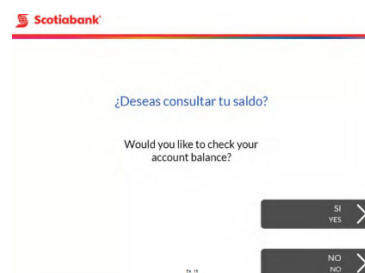 Scotiabank
¿Deseas consultar tu saldo?
Would you like to check your
account balance?
SI
YES
NO
NO